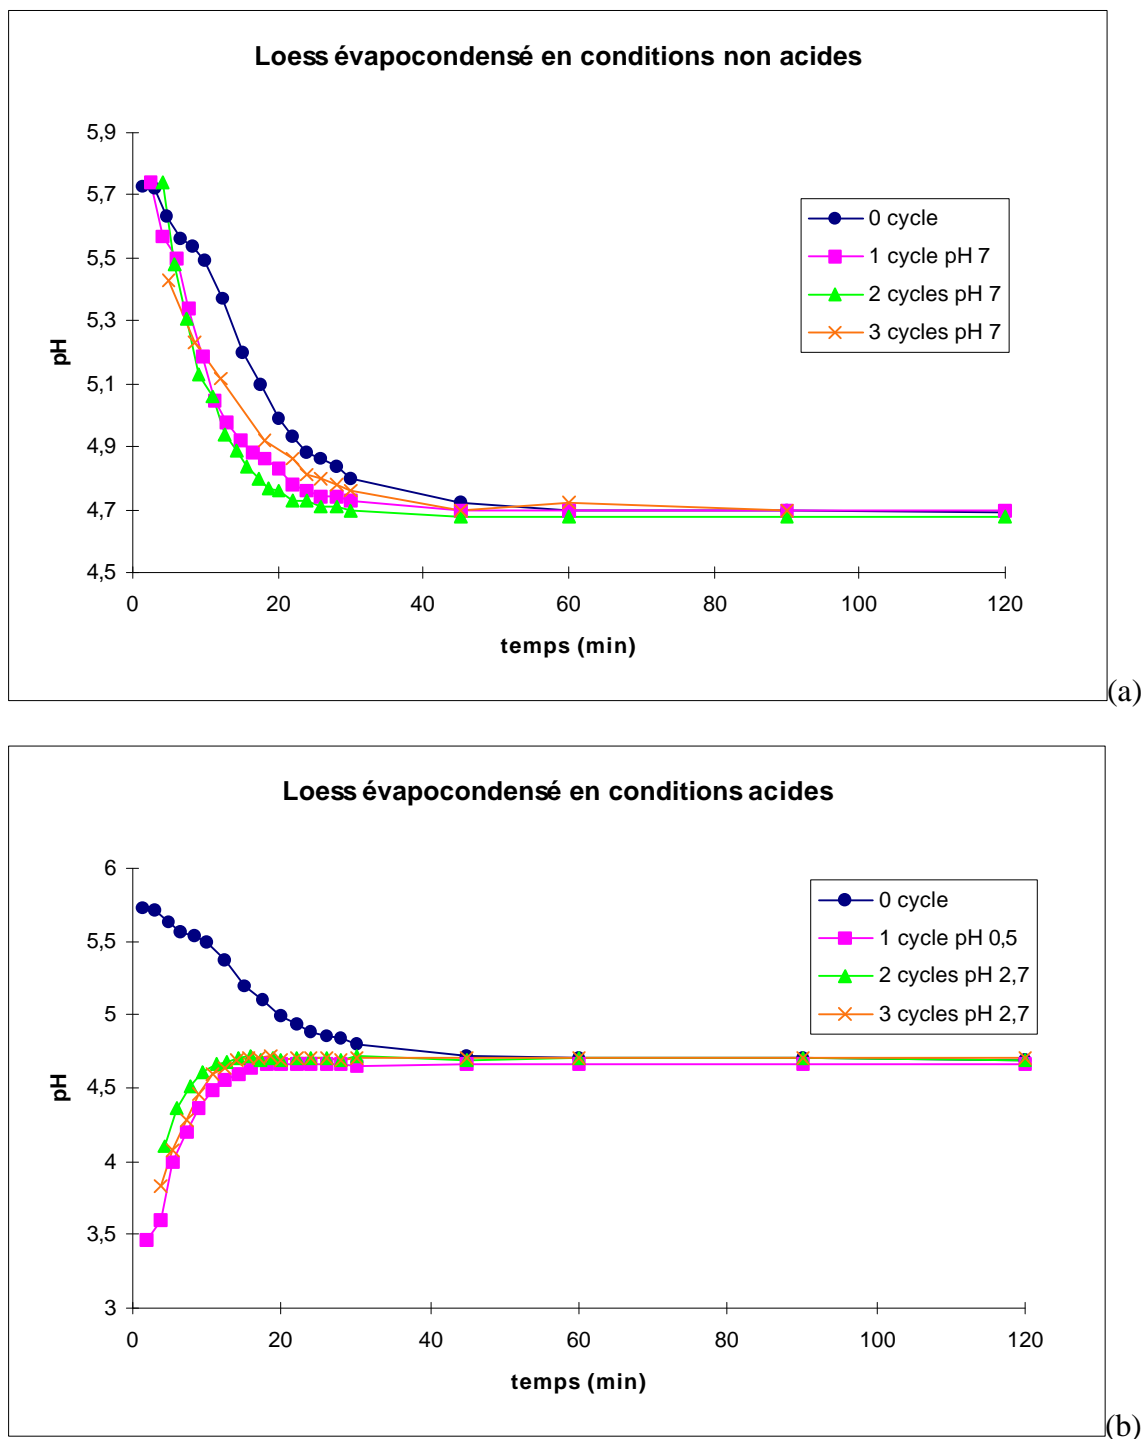 Loess évapocondensé en conditions non acides
5,9
5,7
5,5
5,3
5,1
4,9
4,7
4,5
pH
0 cycle
1 cycle pH 7
2 cycles pH 7
3 cycles pH 7
0 20 40 60 80 100 120
temps (min)
(a)
Loess évapocondensé en conditions acides
6
5,5
5
4,5
4
3,5
3
pH
0 cycle
1 cycle pH 0,5
2 cycles pH 2,7
3 cycles pH 2,7
0 20 40 60 80 100 120
temps (min)
(b)